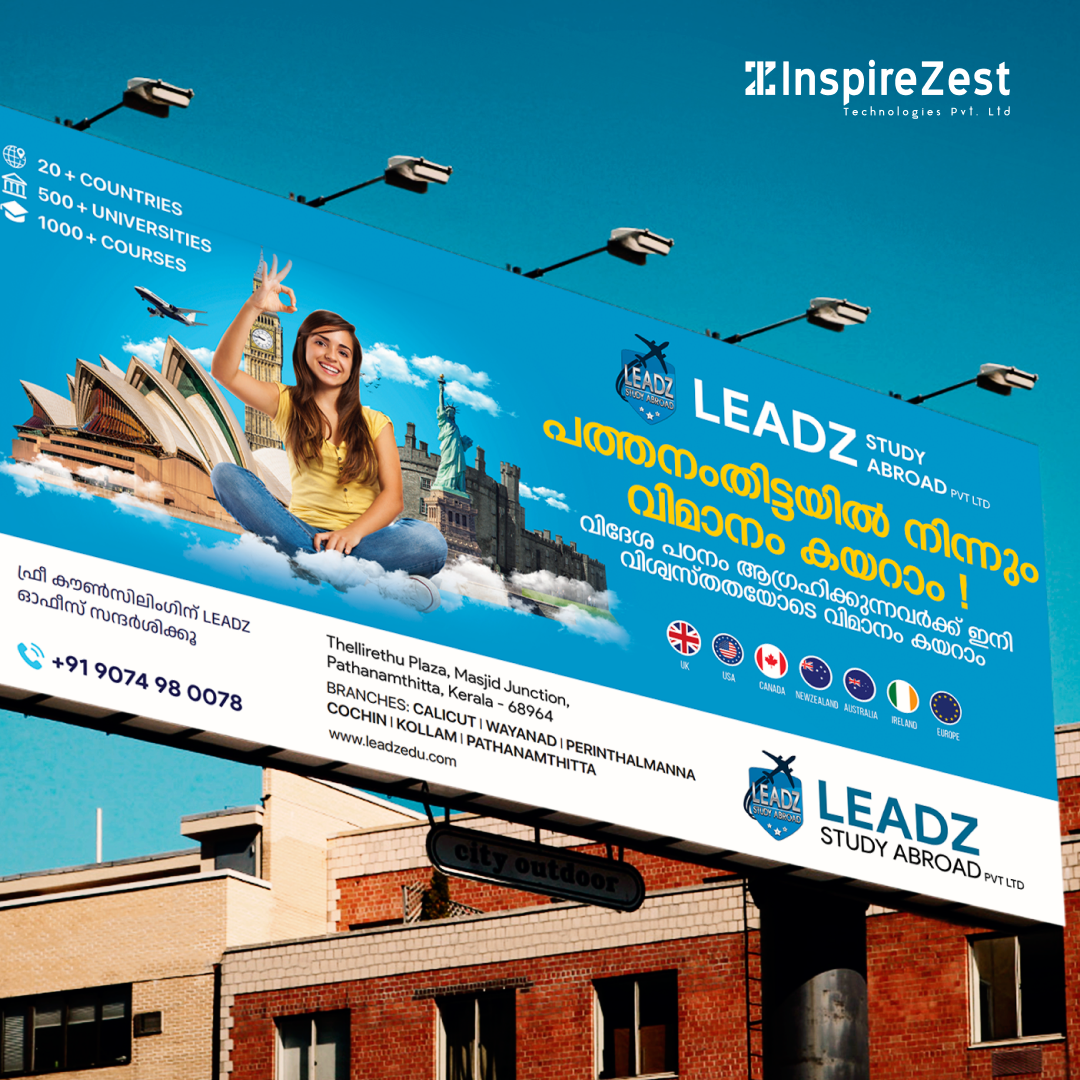 InspireZest
Technologies Pvt. Ltd
20 + COUNTRIES
500 + UNIVERSITIES
1000 + COURSES
LEADZ
STUDY ABROAD
LEADZ STUDY
ABROAD PVT LTD
പത്തനംതിട്ടയിൽ നിന്നും
വിമാനം കയറാം !
വിദേശ പഠനം ആഗ്രഹിക്കുന്നവർക്ക് ഇനി
വിശ്വസ്തതയോടെ വിമാനം കയറാം
UK
USA
CANADA
NEWZEALAND
AUSTRALIA
IRELAND
EUROPE
ഫ്രീ കൗൺസിലിംഗിന് LEADZ
ഓഫീസ് സന്ദർശിക്കൂ
+91 9074 98 0078
Thellirethu Plaza, Masjid Junction,
Pathanamthitta, Kerala - 68964
BRANCHES: CALICUT | WAYANAD | PERINTHALMANNA
COCHIN | KOLLAM | PATHANAMTHITTA
www.leadzedu.com
LEADZ
STUDY ABROAD
LEADZ
STUDY ABROAD PVT LTD
city outdoor